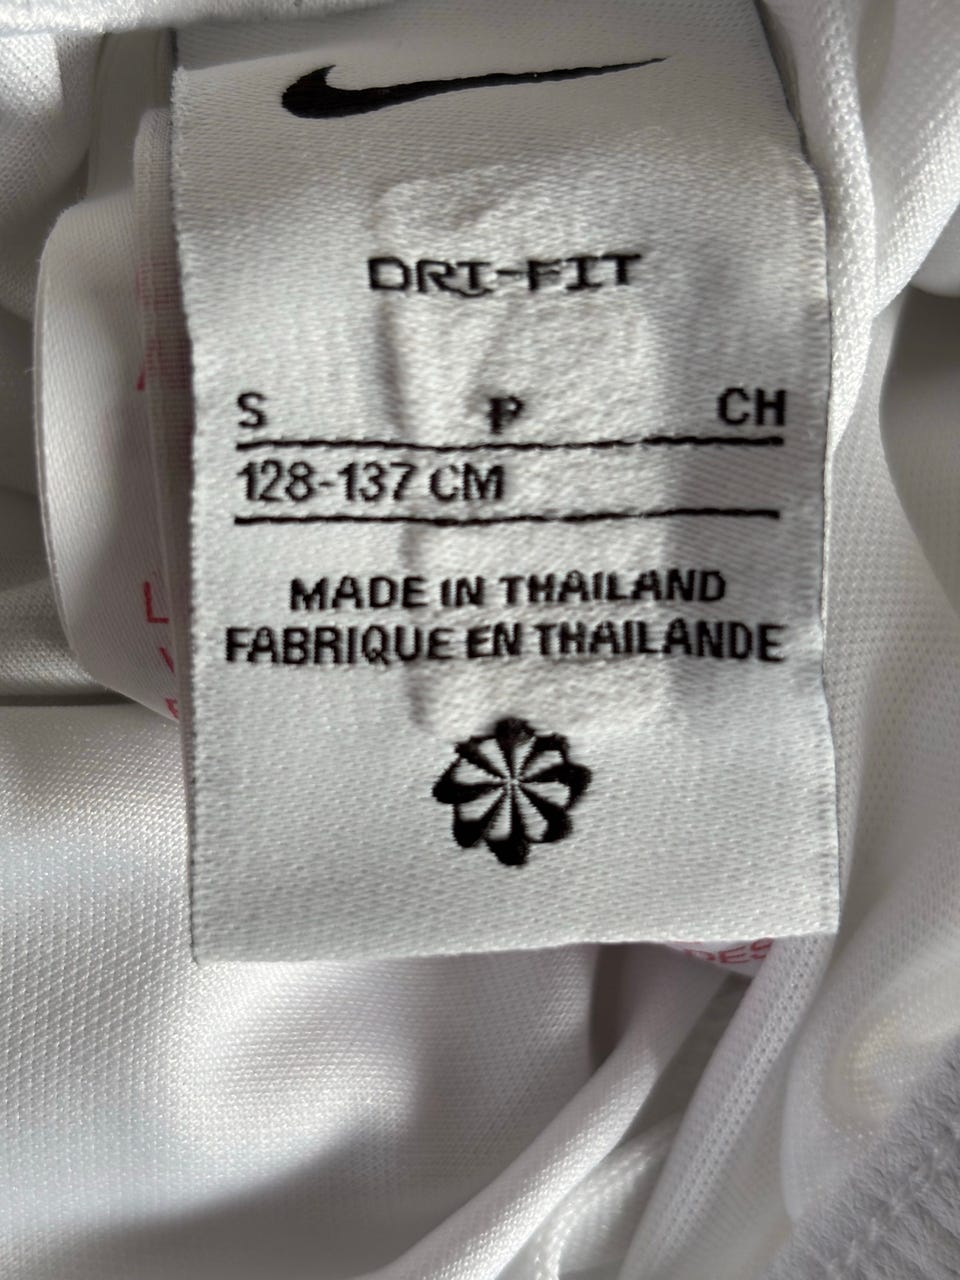 DRI-FIT
S P CH
128-137 CM
MADE IN THAILAND
FABRIQUE EN THAILANDE